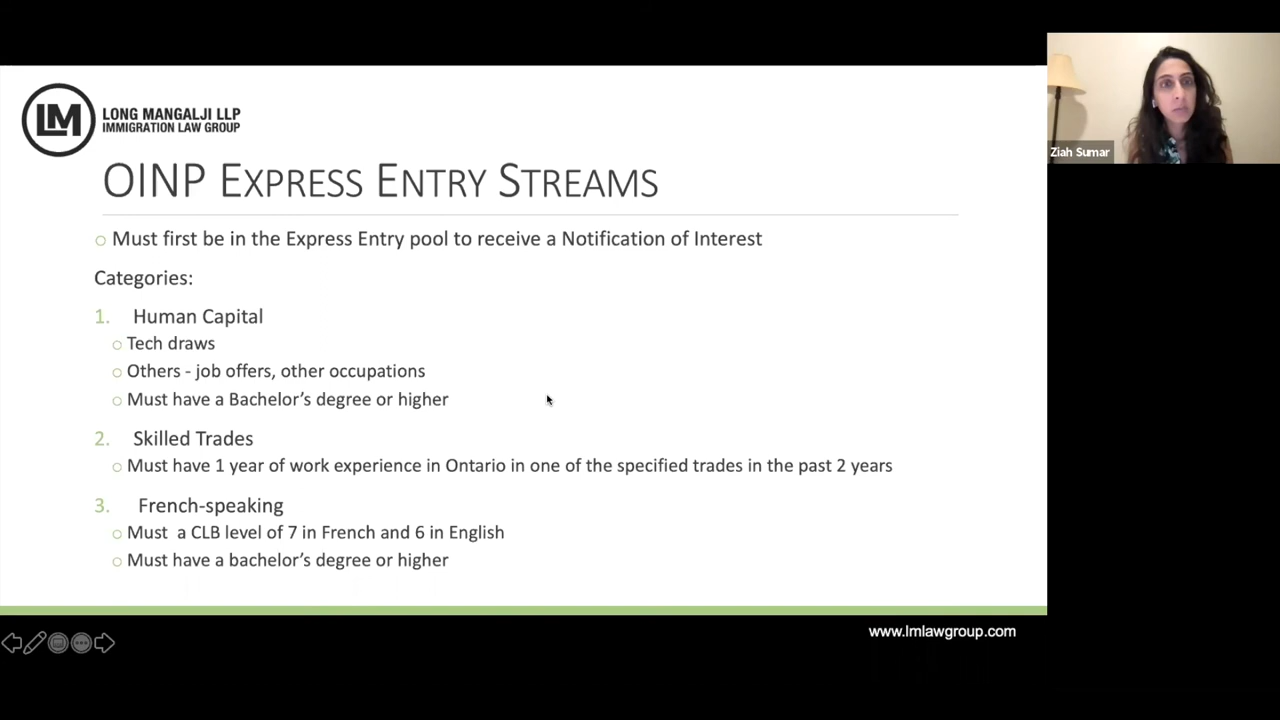 LM
LONG MANGALJI LLP
IMMIGRATION LAW GROUP
OINP EXPRESS ENTRY STREAMS
Must first be in the Express Entry pool to receive a Notification of Interest
Categories:
1. Human Capital
Tech draws
Others - job offers, other occupations
Must have a Bachelor's degree or higher
2. Skilled Trades
Must have 1 year of work experience in Ontario in one of the specified trades in the past 2 years
3. French-speaking
Must  a CLB level of 7 in French and 6 in English
Must have a bachelor's degree or higher
www.lmlawgroup.com
Ziah Sumar